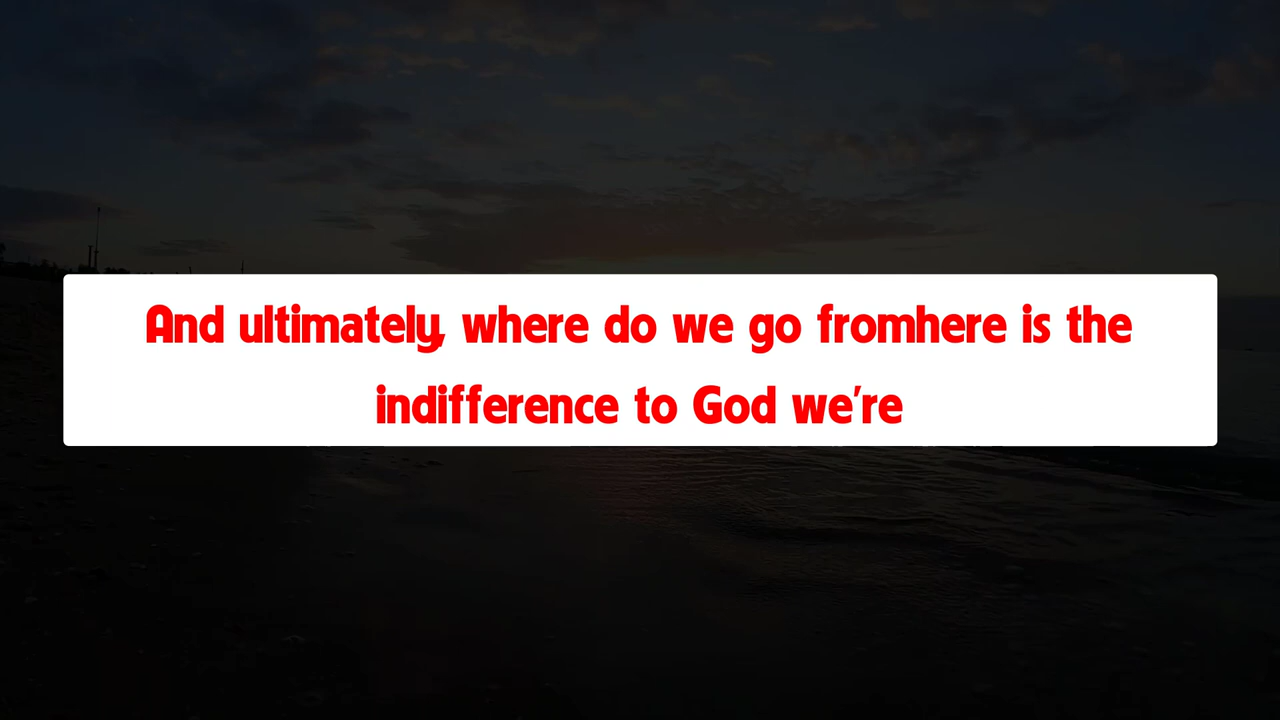 And ultimately, where do we go fromhere is the
indifference to God we're